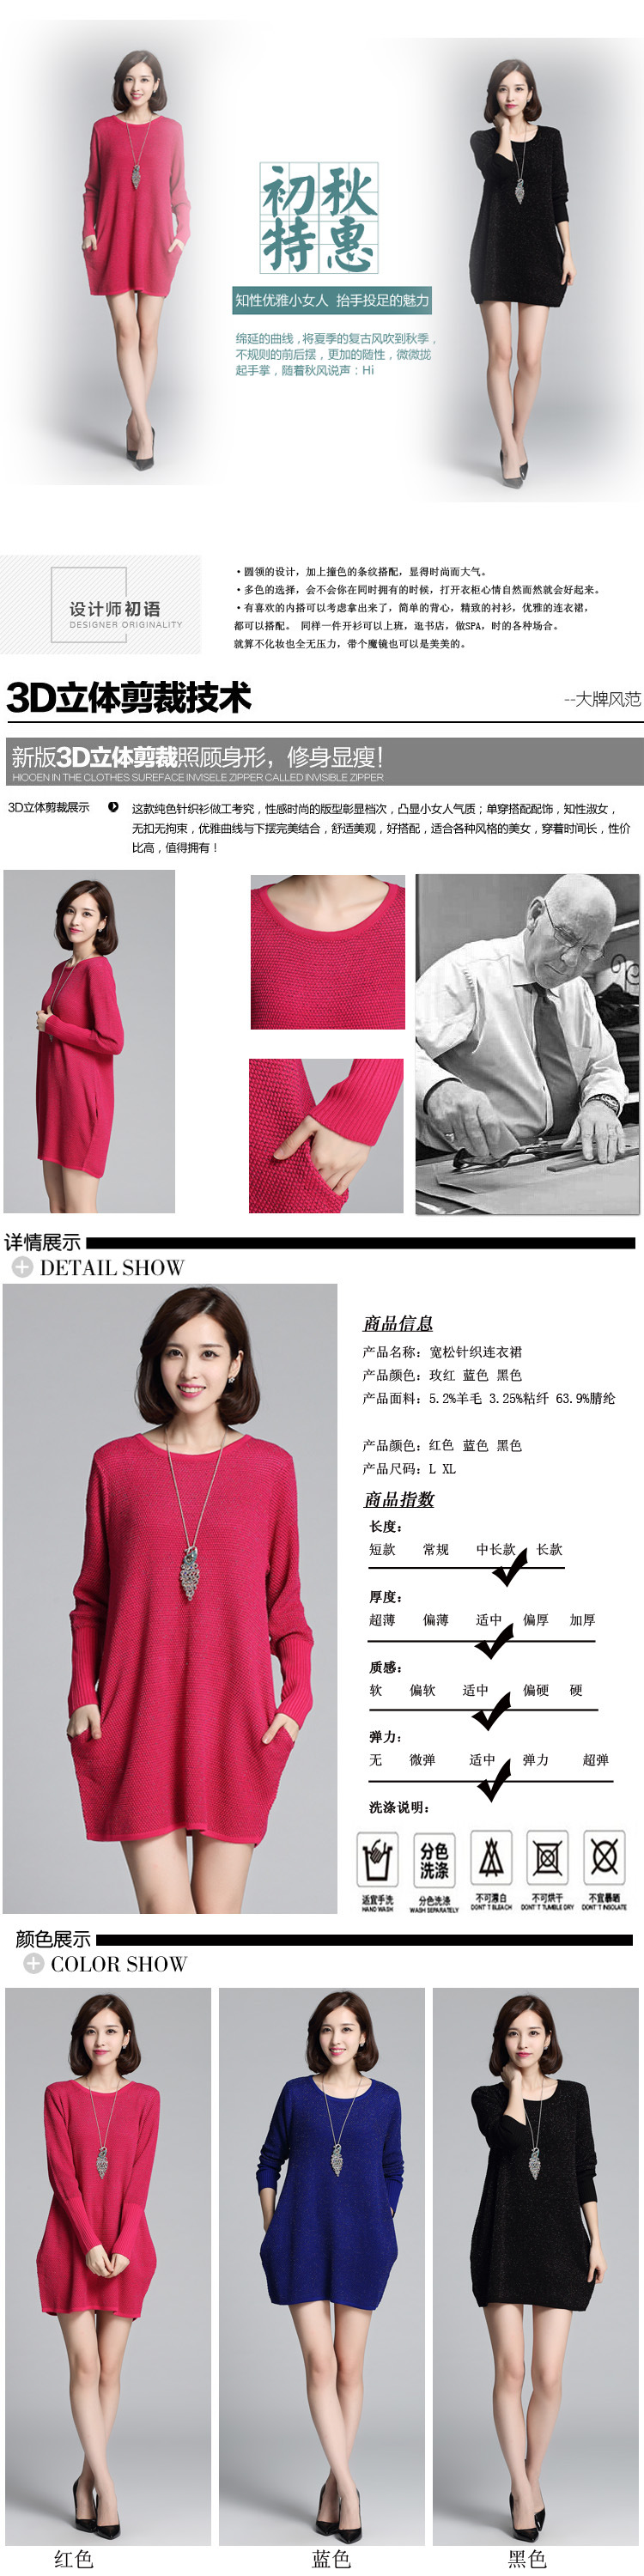 初秋
特惠
知性优雅小女人 抬手投足的魅力
绵延的曲线，将夏季的复古风吹到秋季，
不规则的前后摆，更加的随性，微微拢
起手掌，随着秋风说声：Hi
设计师初语
DESIGNER ORIGINALITY
·圆领的设计，加上撞色的条纹搭配，显得时尚而大气。
·多色的选择，会不会你在同时拥有的时候，打开衣柜心情自然而然就会好起来。
·有喜欢的内搭可以考虑拿出来了，简单的背心，精致的衬衫，优雅的连衣裙，
都可以搭配。 同样一件开衫可以上班，逛书店，做SPA，时的各种场合。
就算不化妆也全无压力，带个魔镜也可以是美美的。
3D立体剪裁技术
--大牌风范
新版3D立体剪裁照顾身形，修身显瘦！
HIOOEN IN THE CLOTHES SUREFACE INVISELE ZIPPER CALLED INVISIBLE ZIPPER
3D立体剪裁展示
这款纯色针织衫做工考究，性感时尚的版型彰显档次，凸显小女人气质；单穿搭配配饰，知性淑女，
无扣无拘束，优雅曲线与下摆完美结合，舒适美观，好搭配，适合各种风格的美女，穿着时间长，性价
比高，值得拥有！
详情展示
DETAIL SHOW
商品信息
产品名称：宽松针织连衣裙
产品颜色：玫红 蓝色 黑色
产品面料：5.2%羊毛 3.25%粘纤 63.9%腈纶
产品颜色：红色 蓝色 黑色
产品尺码：L XL
商品指数
长度：
短款 常规 中长款 长款
厚度：
超薄 偏薄 适中 偏厚 加厚
质感：
软 偏软 适中 偏硬 硬
弹力：
无 微弹 适中 弹力 超弹
洗涤说明：
分色
洗涤
适宜手洗 分色洗涤 不可漂白 不可烘干 不宜暴晒
HAND WASH WASH SEPARATELY DON'T BLEACH DON'T TUMBLE DRY DON'T INSOLATE
颜色展示
COLOR SHOW
红色 蓝色 黑色